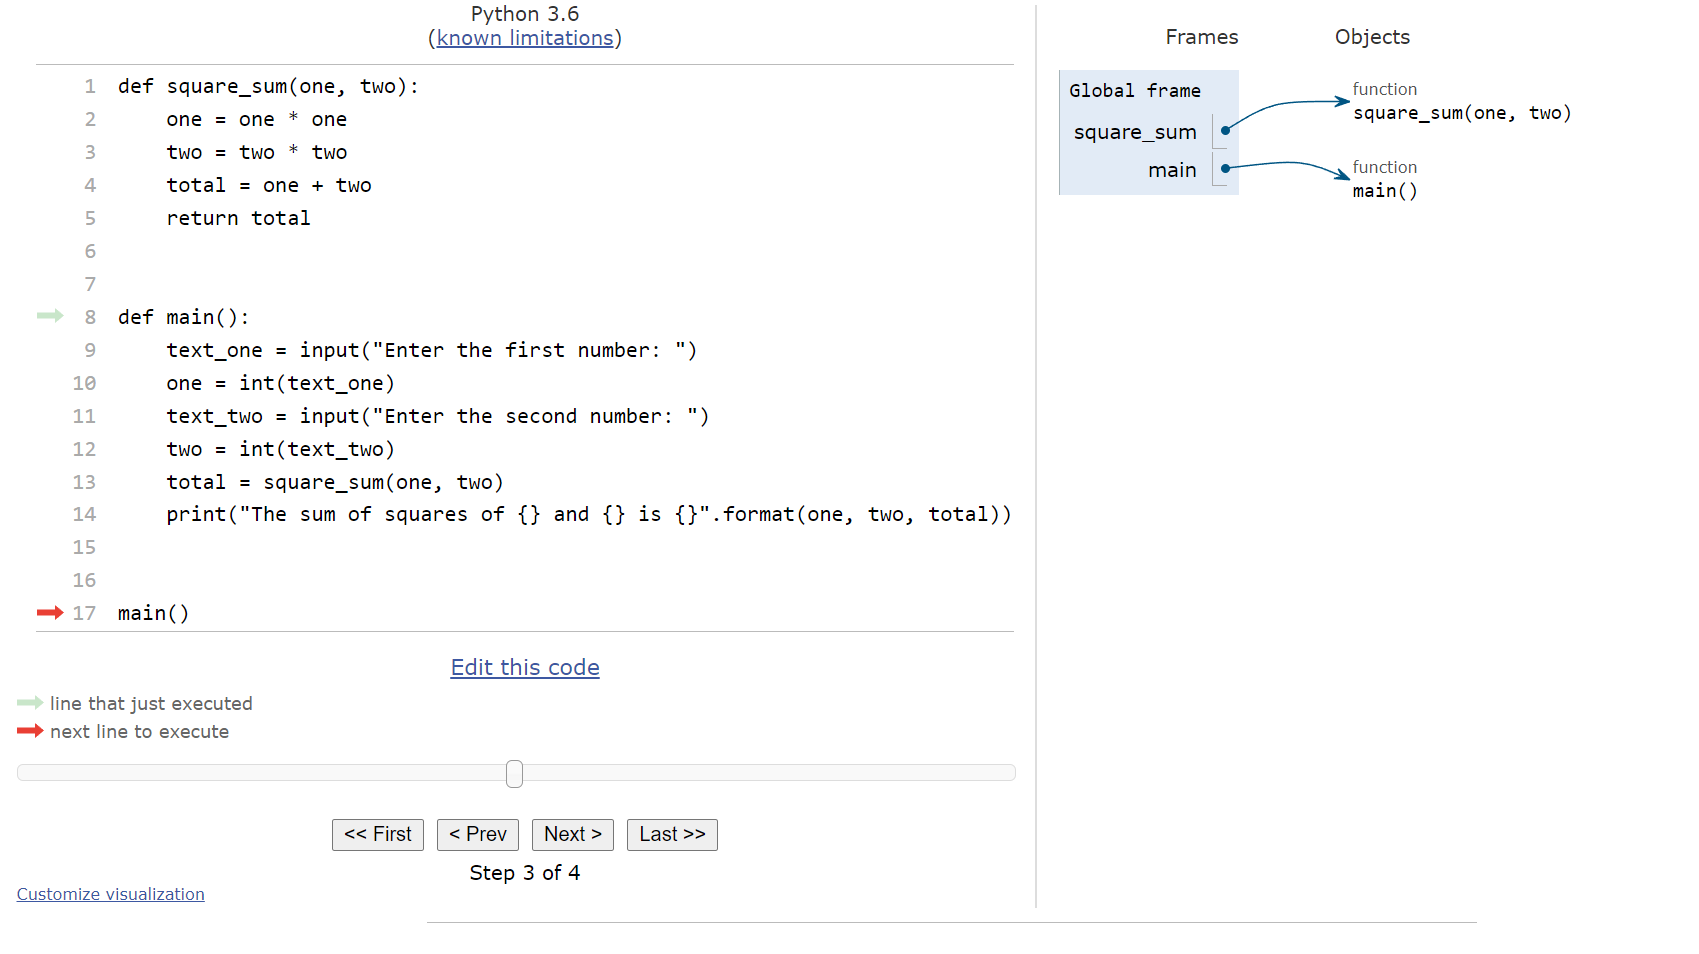 Python 3.6
(known limitations)
1 def square_sum(one, two):
2     one = one * one
3     two = two * two
4     total = one + two
5     return total
6
7
8 def main():
9     text_one = input("Enter the first number: ")
10     one = int(text_one)
11     text_two = input("Enter the second number: ")
12     two = int(text_two)
13     total = square_sum(one, two)
14     print("The sum of squares of {} and {} is {}".format(one, two, total))
15
16
17 main()
Edit this code
line that just executed
next line to execute
<< First < Prev Next > Last >>
Step 3 of 4
Customize visualization
Frames Objects
Global frame
square_sum
main
function
square_sum(one, two)
function
main()